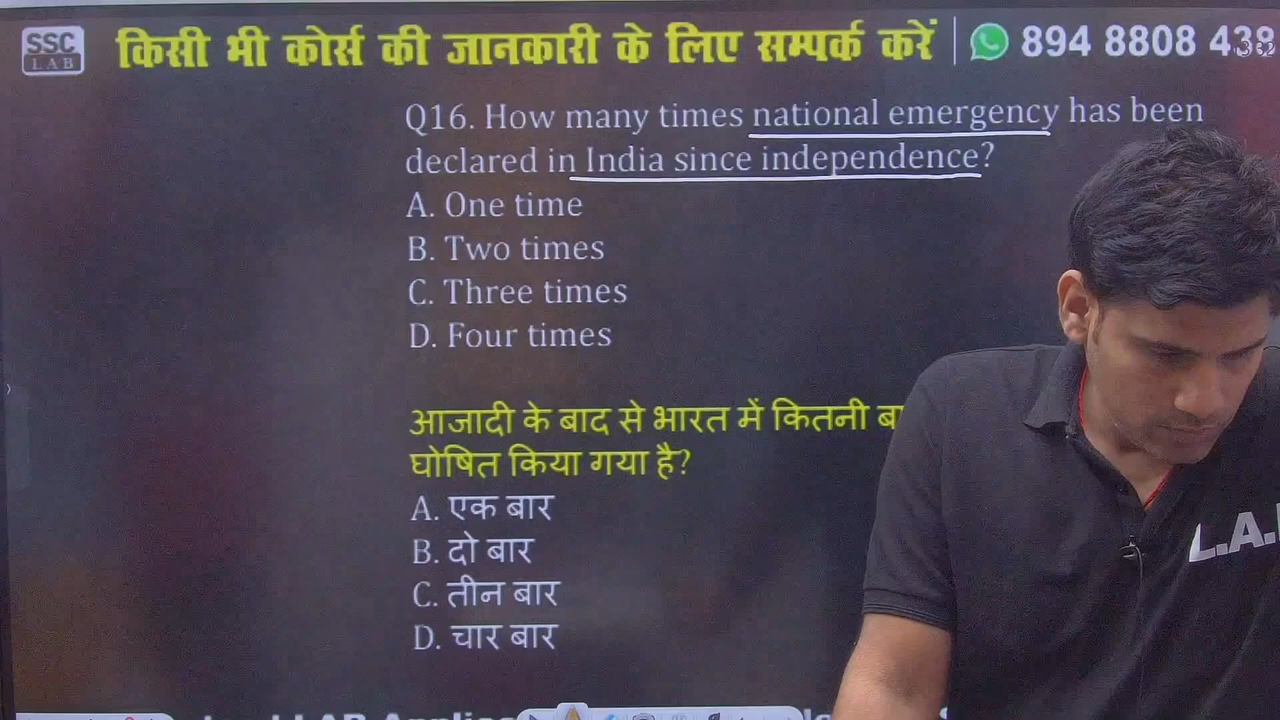 SSC
LAB
किसी भी कोर्स की जानकारी के लिए सम्पर्क करें
894 8808 438
Q16. How many times national emergency has been
declared in India since independence?
A. One time
B. Two times
C. Three times
D. Four times
आजादी के बाद से भारत में कितनी
घोषित किया गया है?
A. एक बार
B. दो बार
C. तीन बार
D. चार बार
L.A.